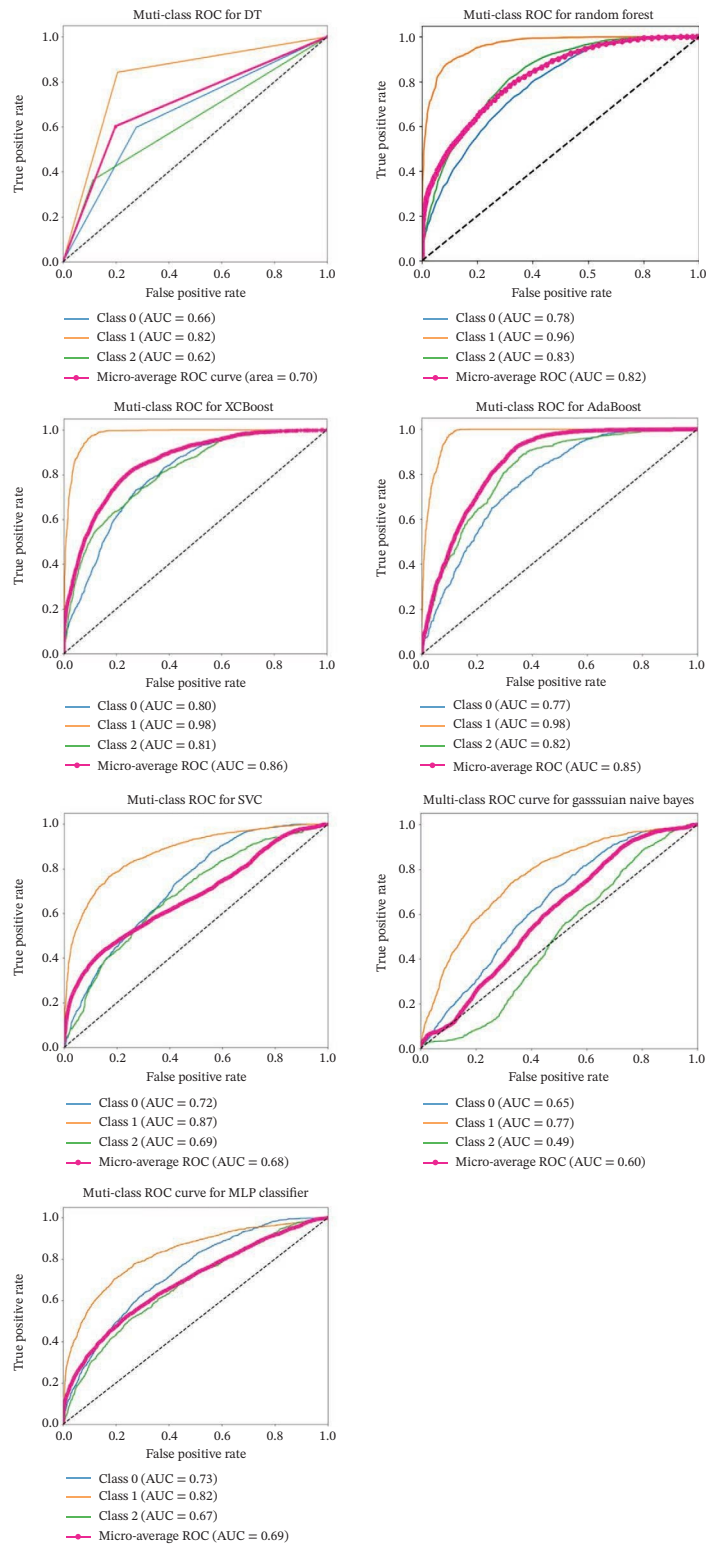 Muti-class ROC for DT
True positive rate
1.0
0.8
0.6
0.4
0.2
0.0
0.0 0.2 0.4 0.6 0.8 1.0
False positive rate
Class 0 (AUC = 0.66)
Class 1 (AUC = 0.82)
Class 2 (AUC = 0.62)
Micro-average ROC curve (area = 0.70)
Muti-class ROC for random forest
True positive rate
1.0
0.8
0.6
0.4
0.2
0.0
0.0 0.2 0.4 0.5 0.8 1.0
False positive rate
Class 0 (AUC = 0.78)
Class 1 (AUC = 0.96)
Class 2 (AUC = 0.83)
Micro-average ROC (AUC = 0.82)
Muti-class ROC for XCBoost
True positive rate
1.0
0.8
0.6
0.4
0.2
0.0
0.0 0.2 0.4 0.6 0.8 1.0
False positive rate
Class 0 (AUC = 0.80)
Class 1 (AUC = 0.98)
Class 2 (AUC = 0.81)
Micro-average ROC (AUC = 0.86)
Muti-class ROC for AdaBoost
True positive rate
1.0
0.8
0.6
0.4
0.2
0.0
0.0 0.2 0.4 0.6 0.8 1.0
False positive rate
Class 0 (AUC = 0.77)
Class 1 (AUC = 0.98)
Class 2 (AUC = 0.82)
Micro-average ROC (AUC = 0.85)
Muti-class ROC for SVC
True positive rate
1.0
0.8
0.6
0.4
0.2
0.0
0.0 0.2 0.4 0.6 0.8 1.0
False positive rate
Class 0 (AUC = 0.72)
Class 1 (AUC = 0.87)
Class 2 (AUC = 0.69)
Micro-average ROC (AUC = 0.68)
Multi-class ROC curve for gasssuian naive bayes
True positive rate
1.0
0.8
0.6
0.4
0.2
0.0
0.0 0.2 0.4 0.6 0.8 1.0
False positive rate
Class 0 (AUC = 0.65)
Class 1 (AUC = 0.77)
Class 2 (AUC = 0.49)
Micro-average ROC (AUC = 0.60)
Muti-class ROC curve for MLP classifier
True positive rate
1.0
0.8
0.6
0.4
0.2
0.0
0.0 0.2 0.4 0.6 0.8 1.0
False positive rate
Class 0 (AUC = 0.73)
Class 1 (AUC = 0.82)
Class 2 (AUC = 0.67)
Micro-average ROC (AUC = 0.69)